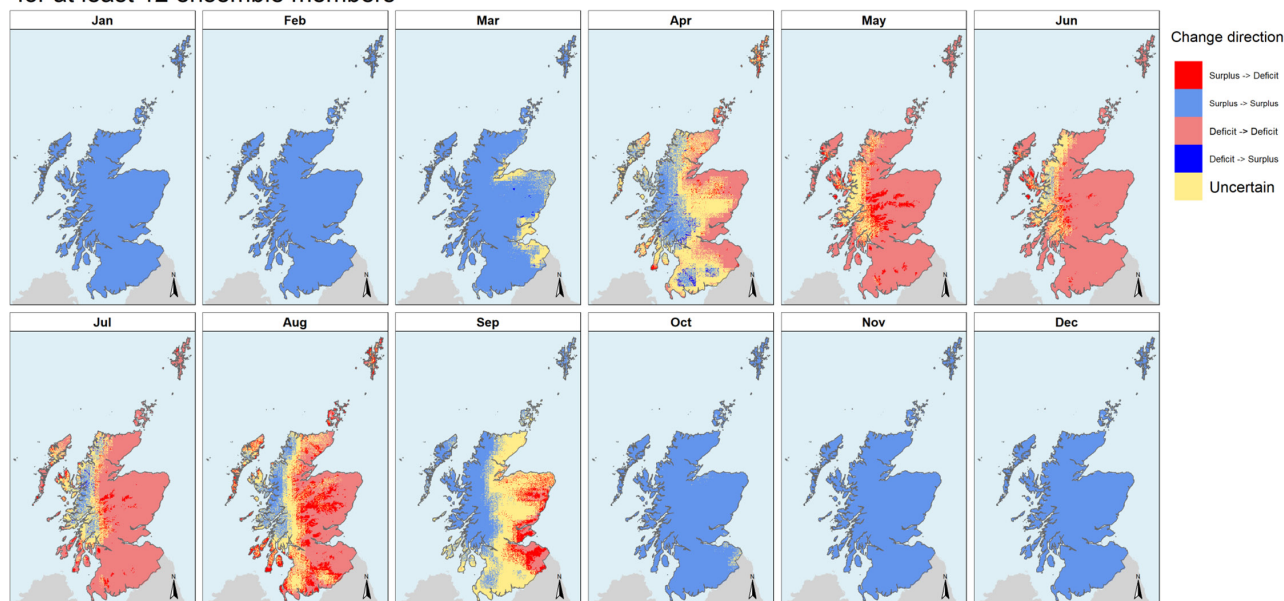 for at least 12 ensemble members
Jan
Feb
Mar
Apr
May
Jun
Change direction
Surplus -> Deficit
Surplus -> Surplus
Deficit -> Deficit
Deficit -> Surplus
Uncertain
N
N
N
N
Jul
Aug
Sep
Oct
Nov
Dec
N
N
N
N
N
N